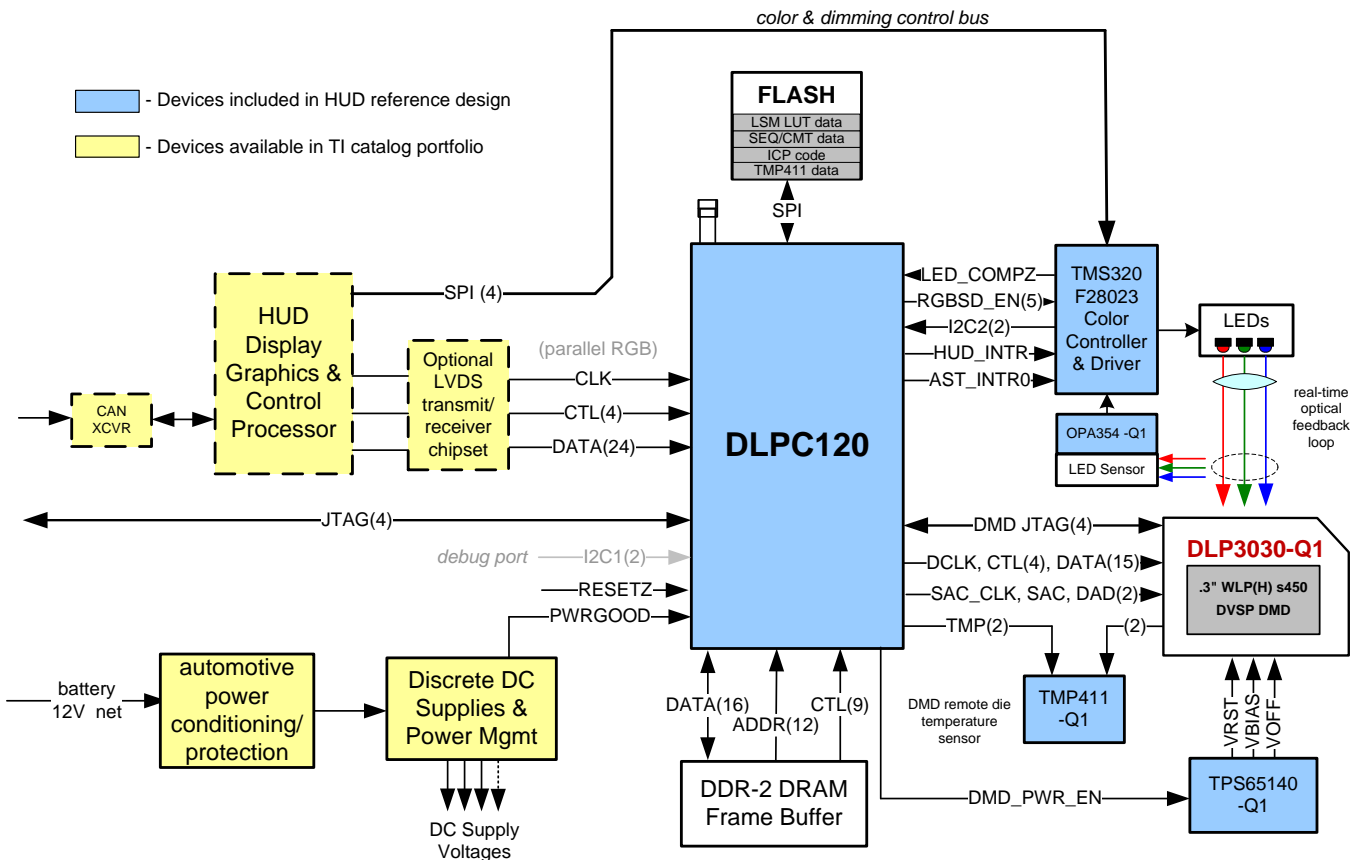 color & dimming control bus
- Devices included in HUD reference design
- Devices available in TI catalog portfolio
FLASH
LSM LUT data
SEQ/CMT data
ICP code
TMP411 data
SPI
SPI (4)
HUD
Display
Graphics &
Control
Processor
CAN
XCVR
Optional
LVDS
transmit/
receiver
chipset
(parallel RGB)
CLK
CTL(4)
DATA(24)
DLPC120
LED_COMPZ
RGBSD_EN(5)
I2C2(2)
HUD_INTR
AST_INTR0
TMS320
F28023
Color
Controller
& Driver
LEDs
real-time
optical
feedback
loop
OPA354 -Q1
LED Sensor
JTAG(4)
debug port
I2C1(2)
RESETZ
PWRGOOD
DMD JTAG(4)
DCLK, CTL(4), DATA(15)
SAC_CLK, SAC, DAD(2)
TMP(2)
(2)
DLP3030-Q1
.3" WLP(H) s450
DVSP DMD
battery
12V net
automotive
power
conditioning/
protection
Discrete DC
Supplies &
Power Mgmt
DC Supply
Voltages
DATA(16)
ADDR(12)
CTL(9)
DDR-2 DRAM
Frame Buffer
DMD remote die
temperature
sensor
TMP411
-Q1
VRST
VBIAS
VOFF
DMD_PWR_EN
TPS65140
-Q1